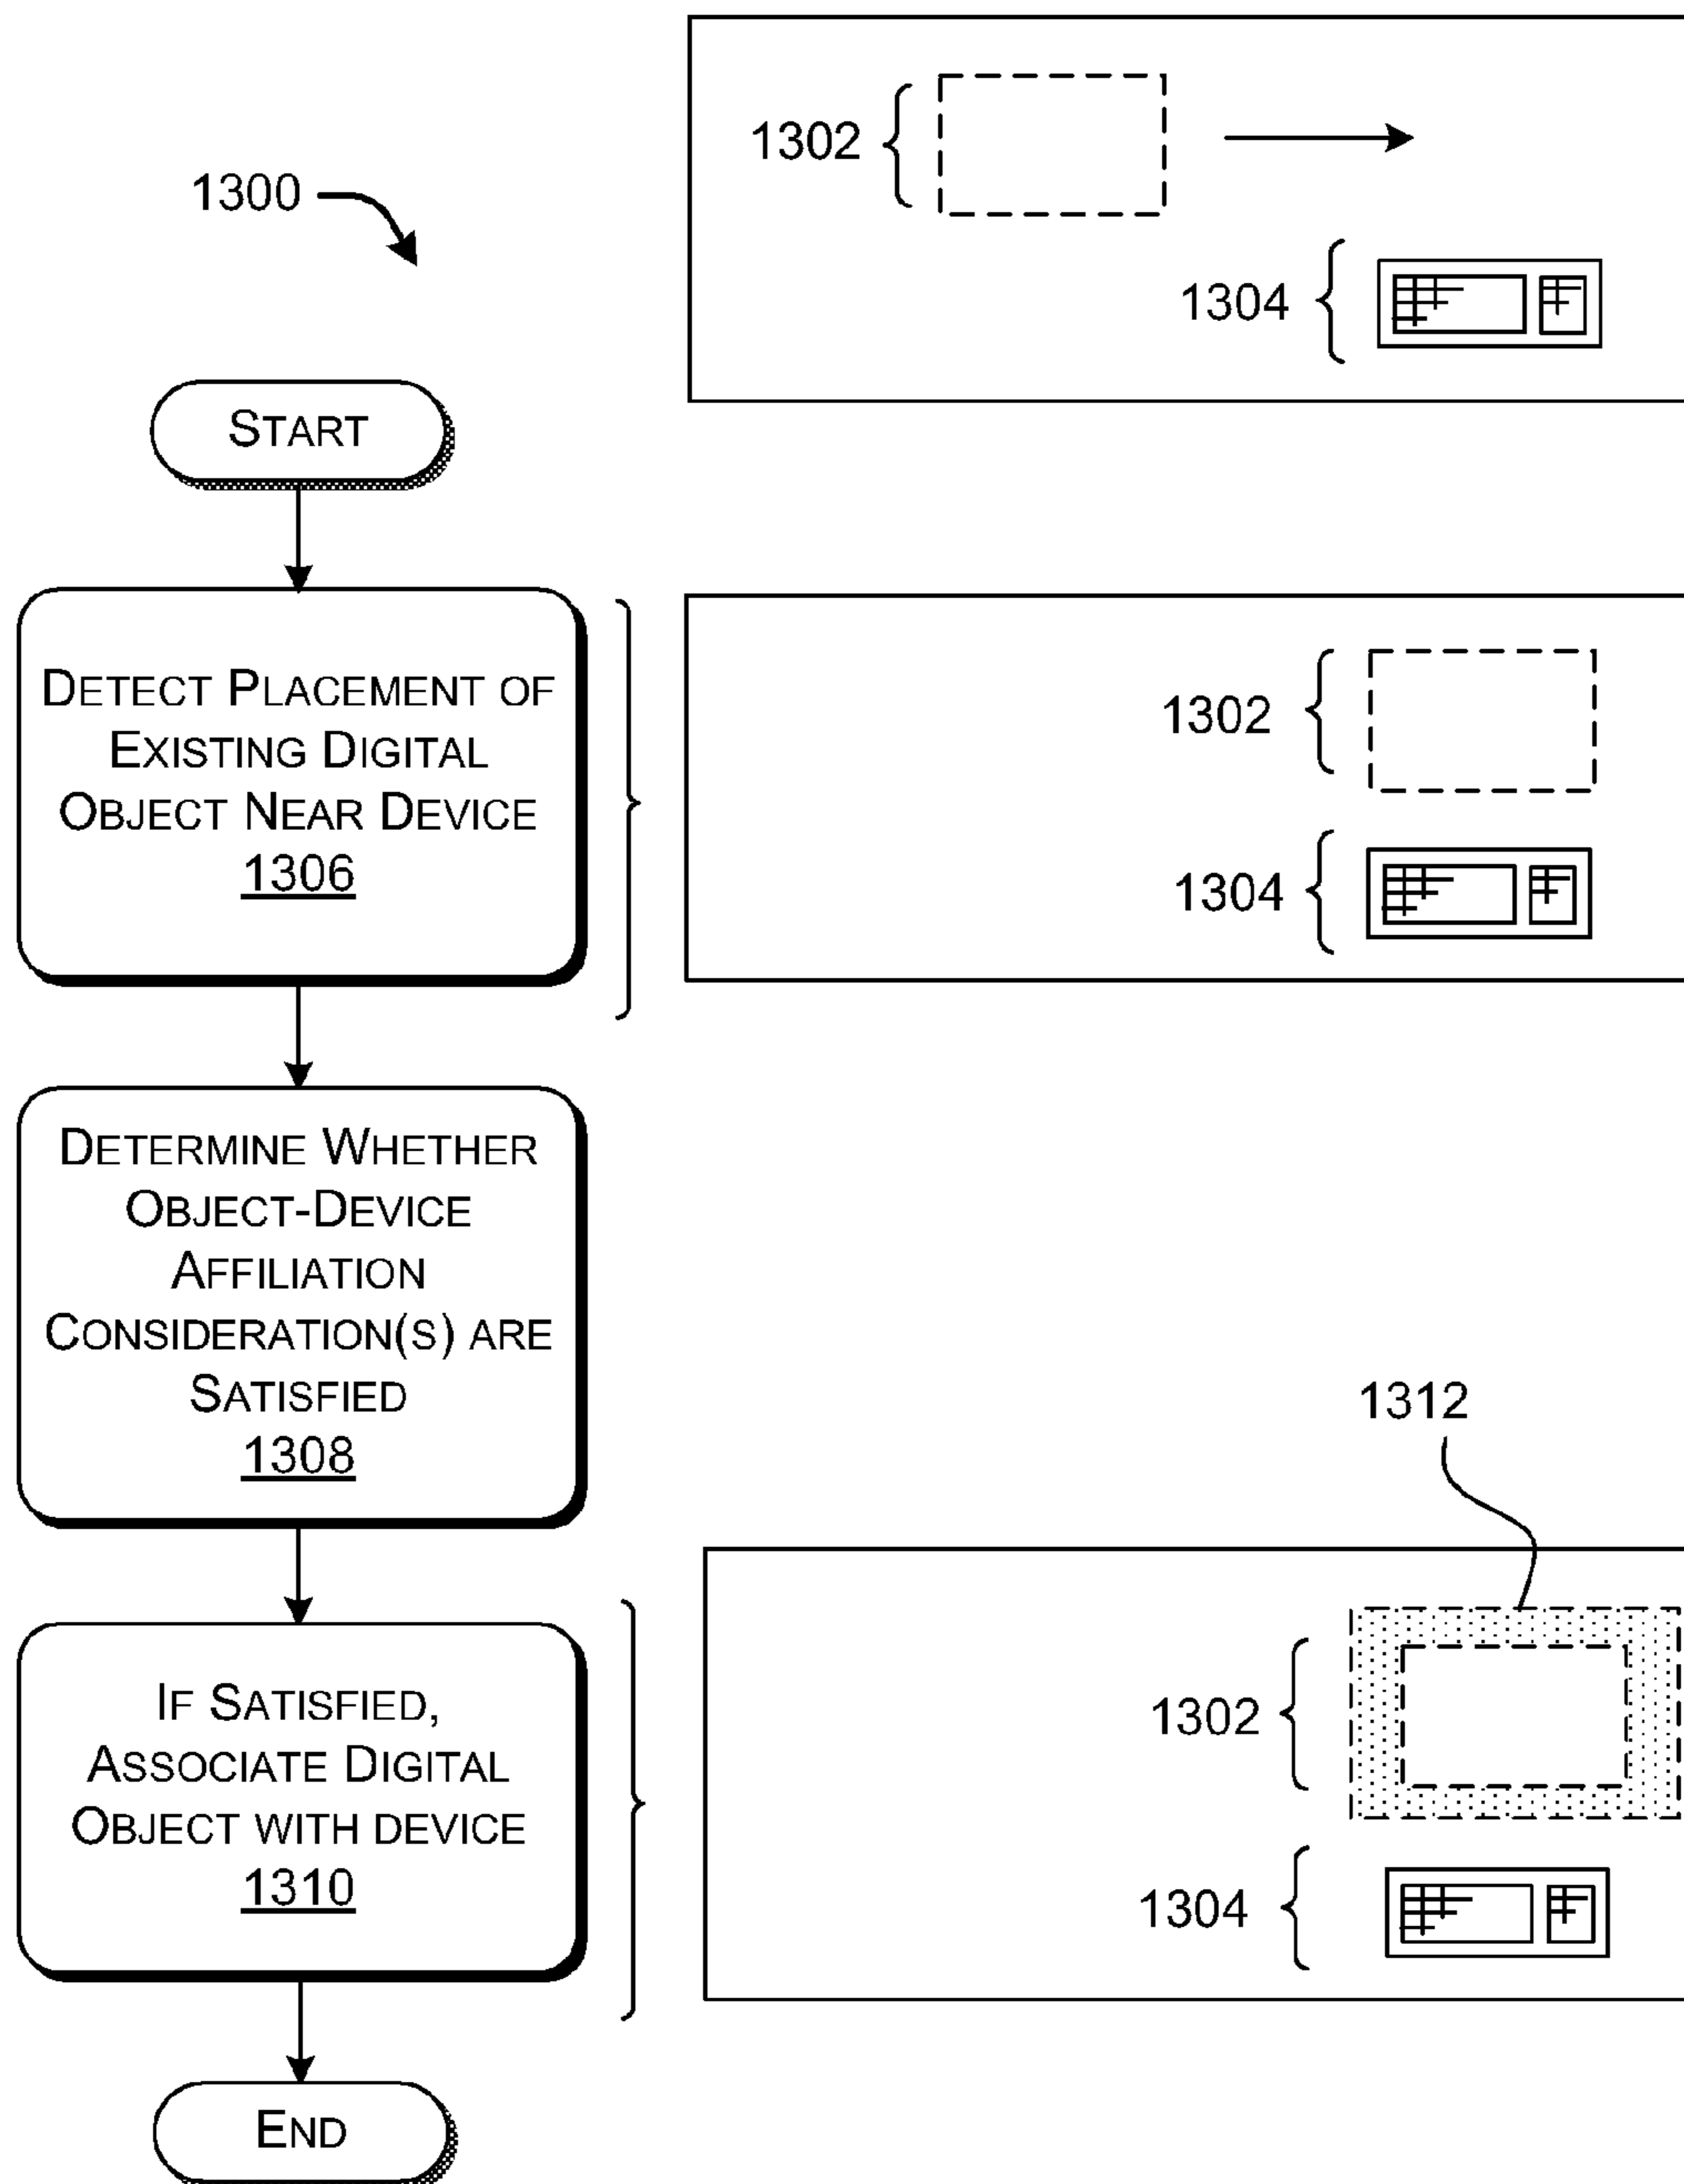 1302
1300
1304
START
DETECT PLACEMENT OF
EXISTING DIGITAL
OBJECT NEAR DEVICE
1306
1302
1304
DETERMINE WHETHER
OBJECT-DEVICE
AFFILIATION
CONSIDERATION(S) ARE
SATISFIED
1308
1312
IF SATISFIED,
ASSOCIATE DIGITAL
OBJECT WITH DEVICE
1310
1302
1304
END